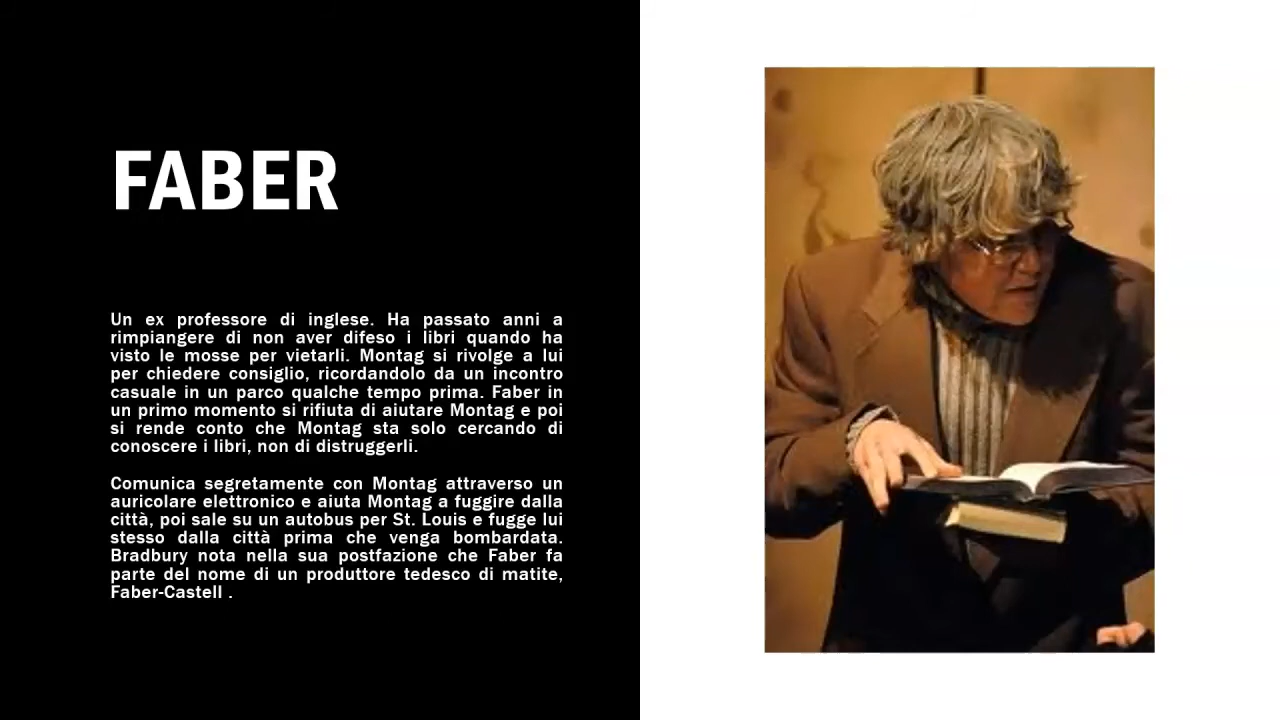 FABER
Un ex professore di inglese. Ha passato anni a
rimpiangere di non aver difeso i libri quando ha
visto le mosse per vietarli. Montag si rivolge a lui
per chiedere consiglio, ricordandolo da un incontro
casuale in un parco qualche tempo prima. Faber in
un primo momento si rifiuta di aiutare Montag e poi
si rende conto che Montag sta solo cercando di
conoscere i libri, non di distruggerli.
Comunica segretamente con Montag attraverso un
auricolare elettronico e aiuta Montag a fuggire dalla
città, poi sale su un autobus per St. Louis e fugge lui
stesso dalla città prima che venga bombardata.
Bradbury nota nella sua postfazione che Faber fa
parte del nome di un produttore tedesco di matite,
Faber-Castell .